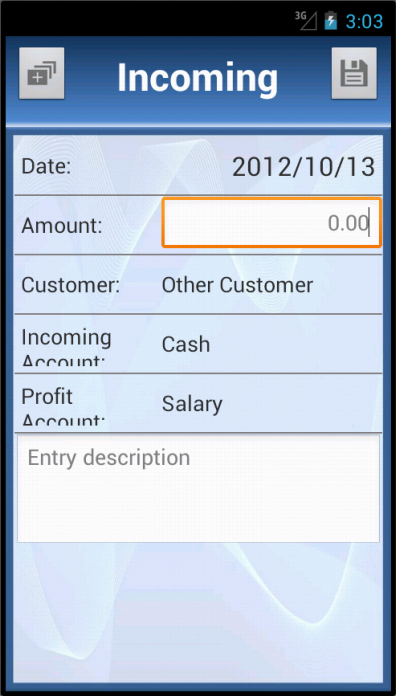 3G 3:03
Incoming
Date: 2012/10/13
Amount: 0.00
Customer: Other Customer
Incoming
Account: Cash
Profit
Account: Salary
Entry description